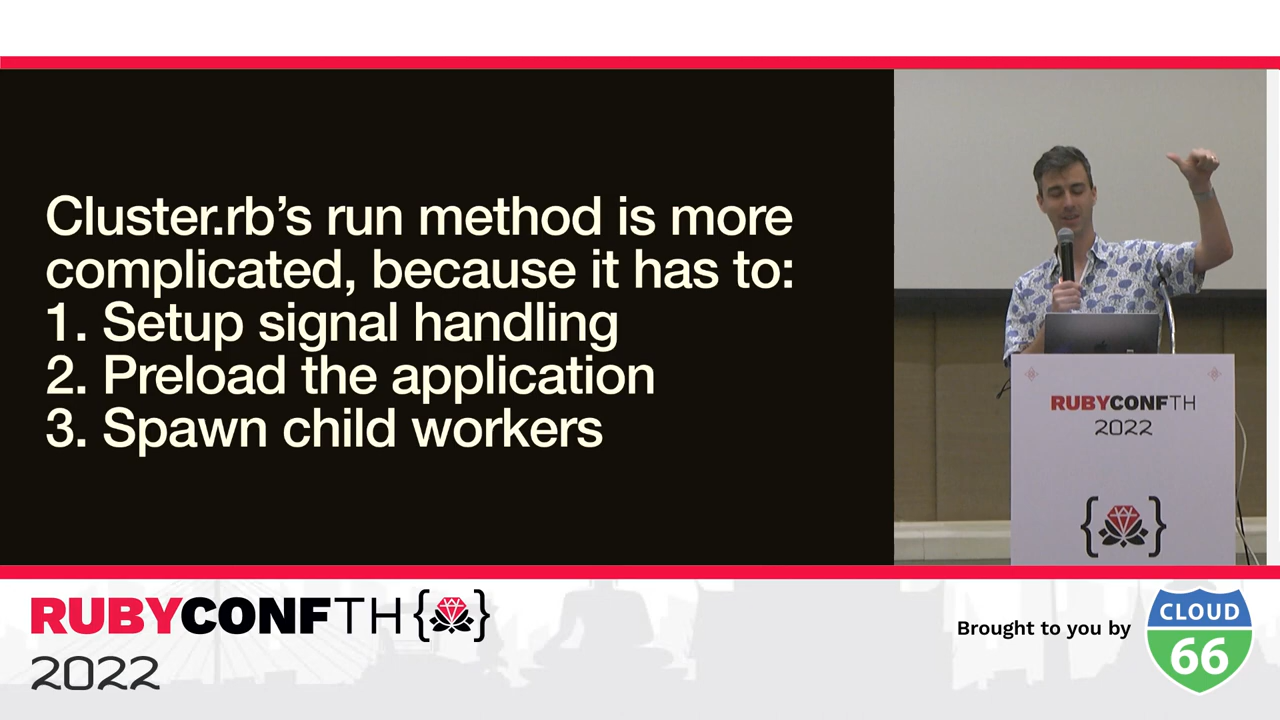 Cluster.rb’s run method is more
complicated, because it has to:
1. Setup signal handling
2. Preload the application
3. Spawn child workers
RUBYCONFTH
2022
RUBYCONFTH
2022
Brought to you by
CLOUD
66